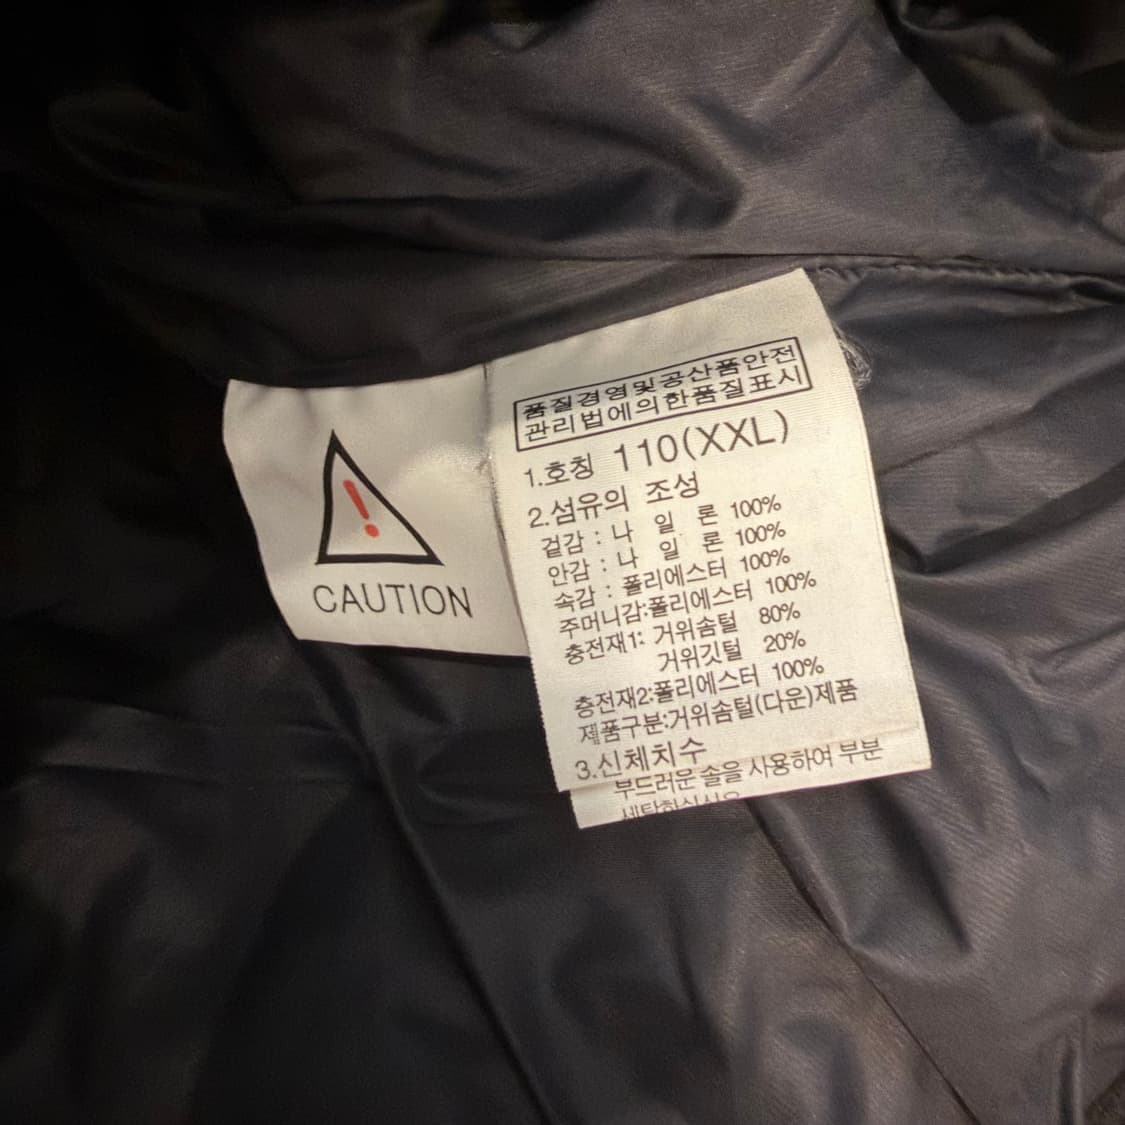 CAUTION
품질경영및공산품안전
관리법에의한품질표시
1.호칭 110(XXL)
2.섬유의 조성
겉감 : 나 일 론 100%
안감 : 나 일 론 100%
속감 : 폴리에스터 100%
주머니감:폴리에스터 100%
충전재1: 거위솜털 80%
거위깃털 20%
충전재2:폴리에스터 100%
제품구분:거위솜털(다운)제품
3.신체치수
부드러운 솔을 사용하여 부분
세탁하십시오